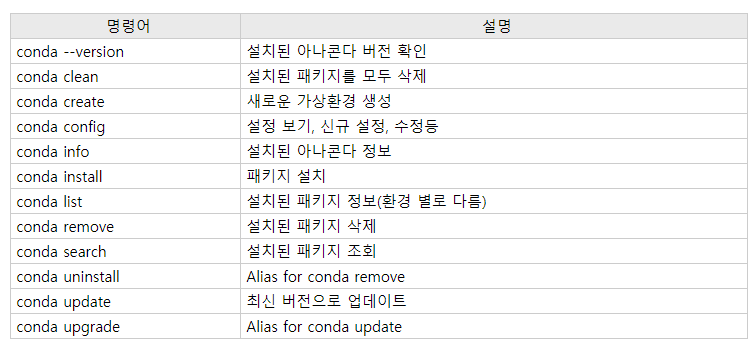 명령어 설명
conda --version 설치된 아나콘다 버전 확인
conda clean 설치된 패키지를 모두 삭제
conda create 새로운 가상환경 생성
conda config 설정 보기, 신규 설정, 수정등
conda info 설치된 아나콘다 정보
conda install 패키지 설치
conda list 설치된 패키지 정보(환경 별로 다름)
conda remove 설치된 패키지 삭제
conda search 설치된 패키지 조회
conda uninstall Alias for conda remove
conda update 최신 버전으로 업데이트
conda upgrade Alias for conda update